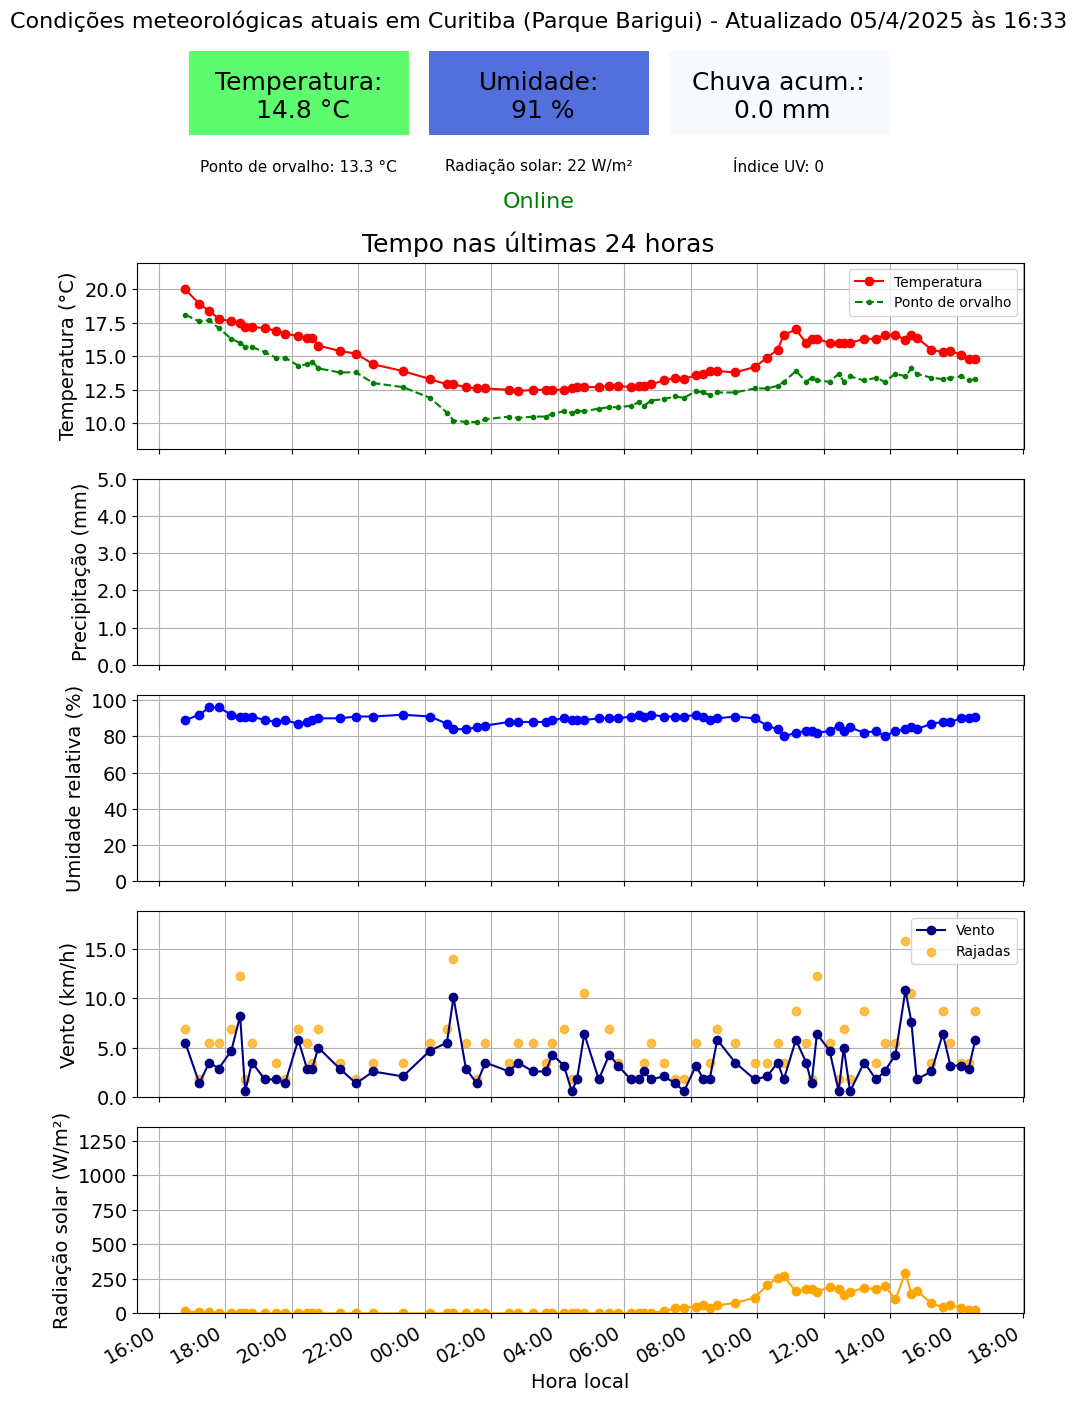 Condições meteorológicas atuais em Curitiba (Parque Barigui) - Atualizado 05/4/2025 às 16:33
Temperatura:
14.8 °C
Umidade:
91 %
Chuva acum.:
0.0 mm
Ponto de orvalho: 13.3 °C
Radiação solar: 22 W/m²
Índice UV: 0
Online
Tempo nas últimas 24 horas
Temperatura (°C)
20.0
17.5
15.0
12.5
10.0
Temperatura
Ponto de orvalho
Precipitação (mm)
5.0
4.0
3.0
2.0
1.0
0.0
Umidade relativa (%)
100
80
60
40
20
0
Vento (km/h)
15.0
10.0
5.0
0.0
Vento
Rajadas
Radiação solar (W/m²)
1250
1000
750
500
250
0
16:00
18:00
20:00
22:00
00:00
02:00
04:00
06:00
08:00
10:00
12:00
14:00
16:00
18:00
Hora local